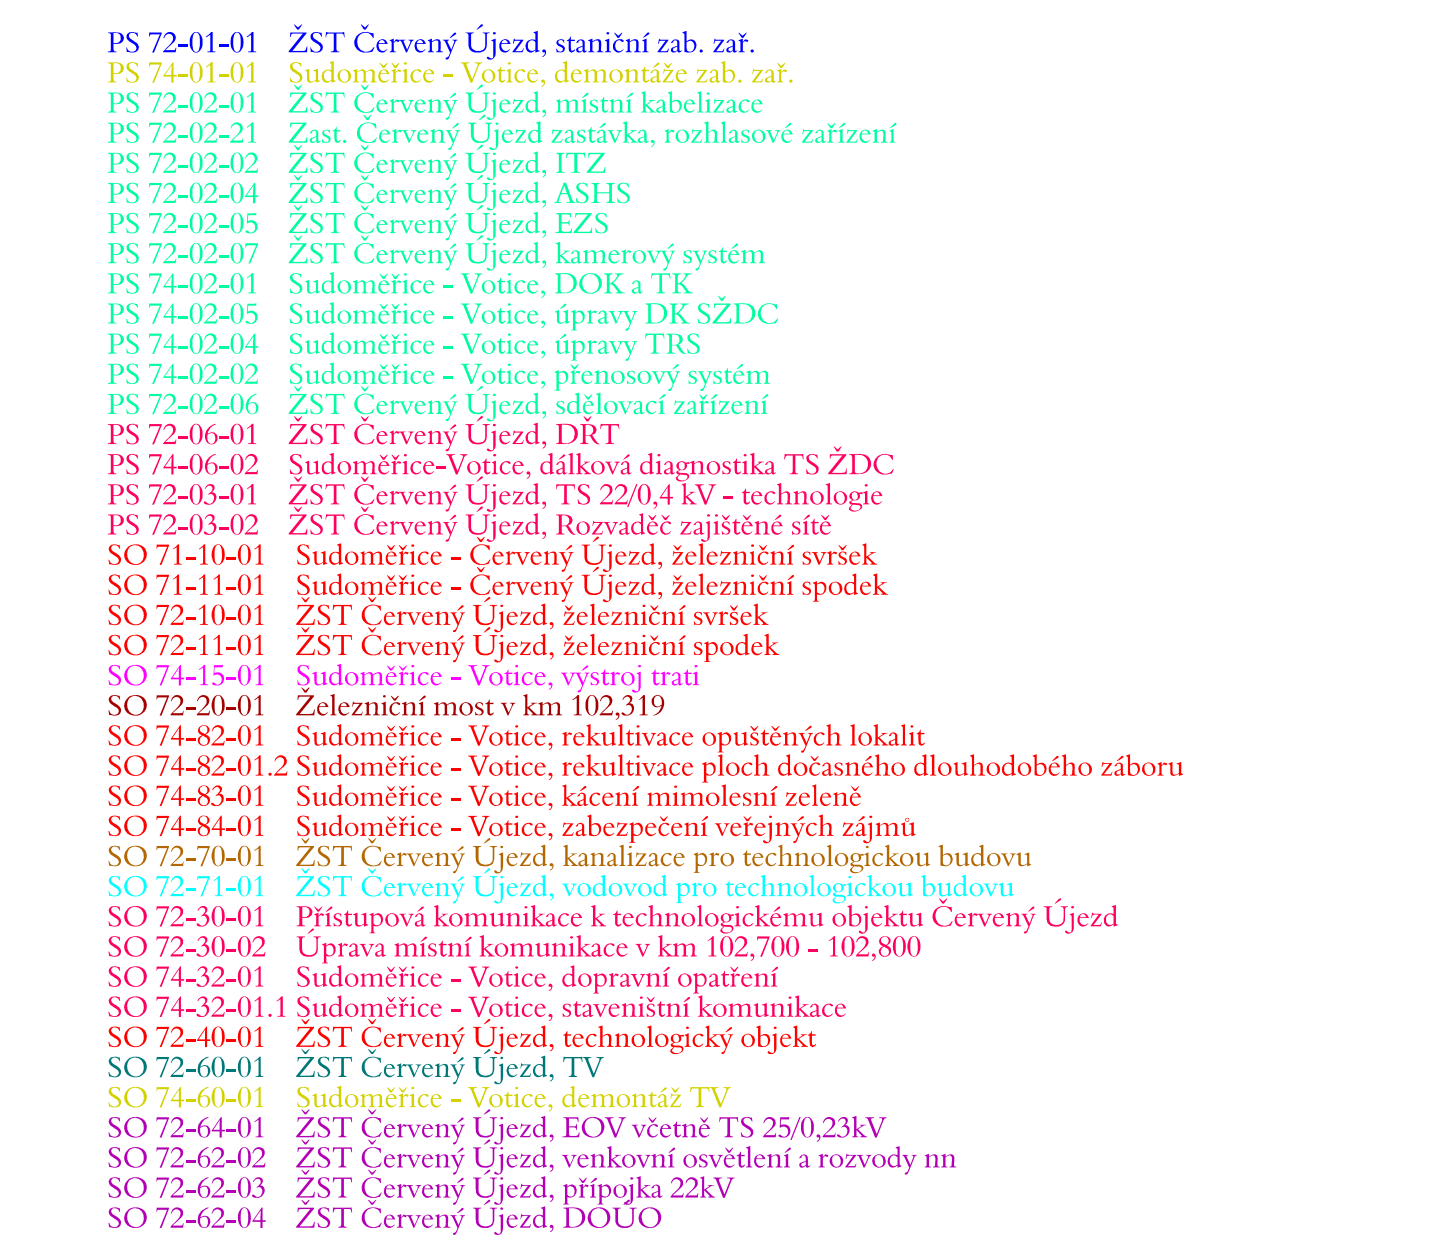 PS 72-01-01 ŽST Červený Újezd, staniční zab. zař.
PS 74-01-01 Sudoměřice - Votice, demontáže zab. zař.
PS 72-02-01 ŽST Červený Újezd, místní kabelizace
PS 72-02-21 Zast. Červený Újezd zastávka, rozhlasové zařízení
PS 72-02-02 ŽST Červený Újezd, ITZ
PS 72-02-04 ŽST Červený Újezd, ASHS
PS 72-02-05 ŽST Červený Újezd, EZS
PS 72-02-07 ŽST Červený Újezd, kamerový systém
PS 74-02-01 Sudoměřice - Votice, DOK a TK
PS 74-02-05 Sudoměřice - Votice, úpravy DK SŽDC
PS 74-02-04 Sudoměřice - Votice, úpravy TRS
PS 74-02-02 Sudoměřice - Votice, přenosový systém
PS 72-02-06 ŽST Červený Újezd, sdělovací zařízení
PS 72-06-01 ŽST Červený Újezd, DŘT
PS 74-06-02 Sudoměřice-Votice, dálková diagnostika TS ŽDC
PS 72-03-01 ŽST Červený Újezd, TS 22/0,4 kV - technologie
PS 72-03-02 ŽST Červený Újezd, Rozvaděč zajištěné sítě
SO 71-10-01 Sudoměřice - Červený Újezd, železniční svršek
SO 71-11-01 Sudoměřice - Červený Újezd, železniční spodek
SO 72-10-01 ŽST Červený Újezd, železniční svršek
SO 72-11-01 ŽST Červený Újezd, železniční spodek
SO 74-15-01 Sudoměřice - Votice, výstroj trati
SO 72-20-01 Železniční most v km 102,319
SO 74-82-01 Sudoměřice - Votice, rekultivace opuštěných lokalit
SO 74-82-01.2 Sudoměřice - Votice, rekultivace ploch dočasného dlouhodobého záboru
SO 74-83-01 Sudoměřice - Votice, kácení mimolesní zeleně
SO 74-84-01 Sudoměřice - Votice, zabezpečení veřejných zájmů
SO 72-70-01 ŽST Červený Újezd, kanalizace pro technologickou budovu
SO 72-71-01 ŽST Červený Újezd, vodovod pro technologickou budovu
SO 72-30-01 Přístupová komunikace k technologickému objektu Červený Újezd
SO 72-30-02 Úprava místní komunikace v km 102,700 - 102,800
SO 74-32-01 Sudoměřice - Votice, dopravní opatření
SO 74-32-01.1 Sudoměřice - Votice, staveništní komunikace
SO 72-40-01 ŽST Červený Újezd, technologický objekt
SO 72-60-01 ŽST Červený Újezd, TV
SO 74-60-01 Sudoměřice - Votice, demontáž TV
SO 72-64-01 ŽST Červený Újezd, EOV včetně TS 25/0,23kV
SO 72-62-02 ŽST Červený Újezd, venkovní osvětlení a rozvody nn
SO 72-62-03 ŽST Červený Újezd, přípojka 22kV
SO 72-62-04 ŽST Červený Újezd, DOÚO